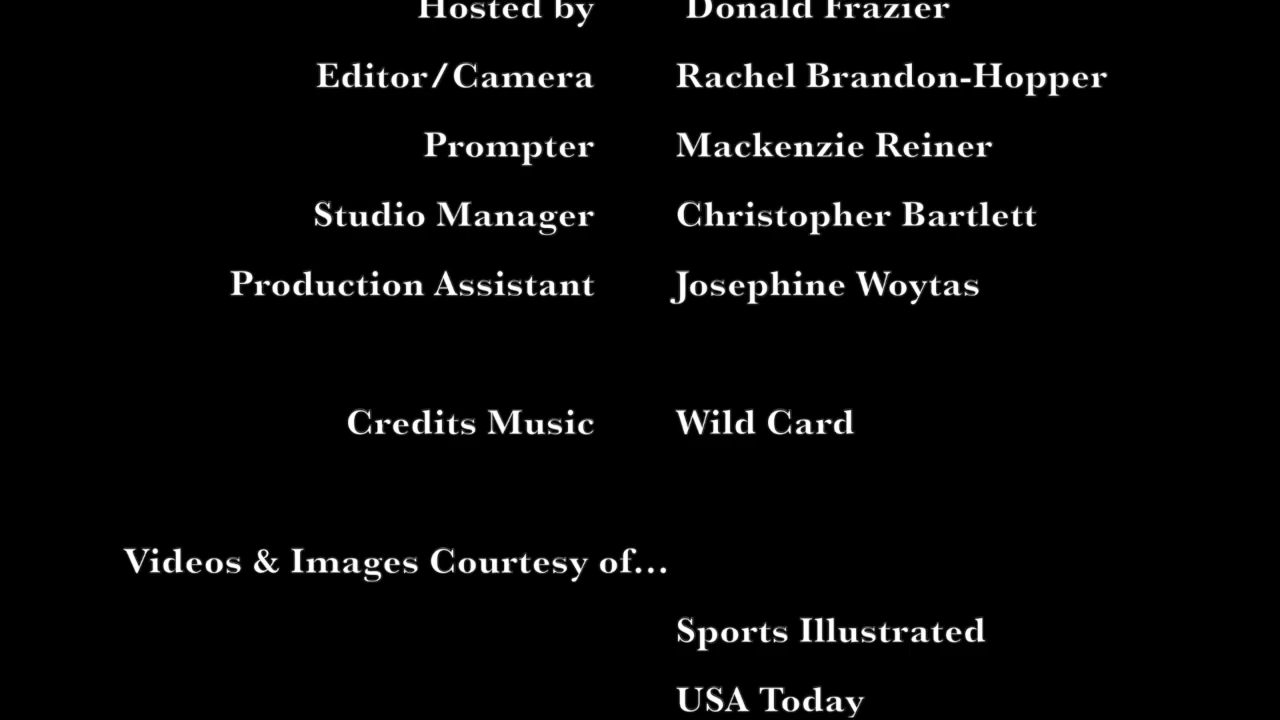 Hosted by Donald Frazier
Editor/Camera Rachel Brandon-Hopper
Prompter Mackenzie Reiner
Studio Manager Christopher Bartlett
Production Assistant Josephine Woytas
Credits Music Wild Card
Videos & Images Courtesy of...
Sports Illustrated
USA Today